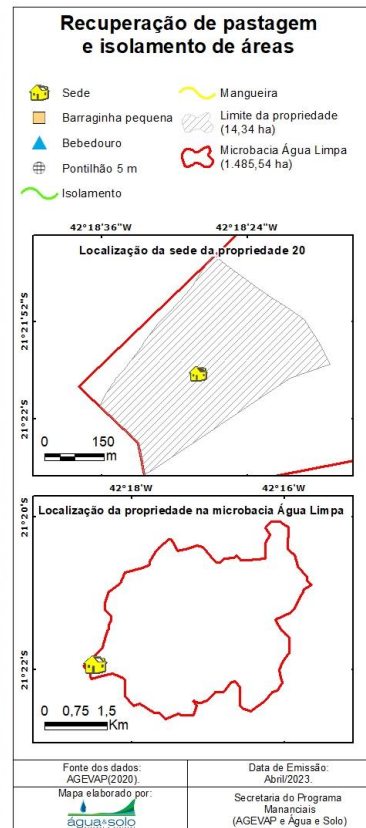 Recuperação de pastagem
e isolamento de áreas
Sede
Barraginha pequena
Bebedouro
Pontilhão 5 m
Isolamento
Mangueira
Limite da propriedade
(14,34 ha)
Microbacia Água Limpa
(1.485,54 ha)
42°18'36"W 42°18'24"W
Localização da sede da propriedade 20
21°21'52"S
21°22'S
0 150
m
42°18'W 42°16'W
Localização da propriedade na microbacia Água Limpa
21°20'S
21°22'S
0 0,75 1,5
Km
Fonte dos dados:
AGEVAP(2020).
Data de Emissão:
Abril/2023.
Mapa elaborado por:
água&solo
Secretaria do Programa
Mananciais
(AGEVAP e Água e Solo)